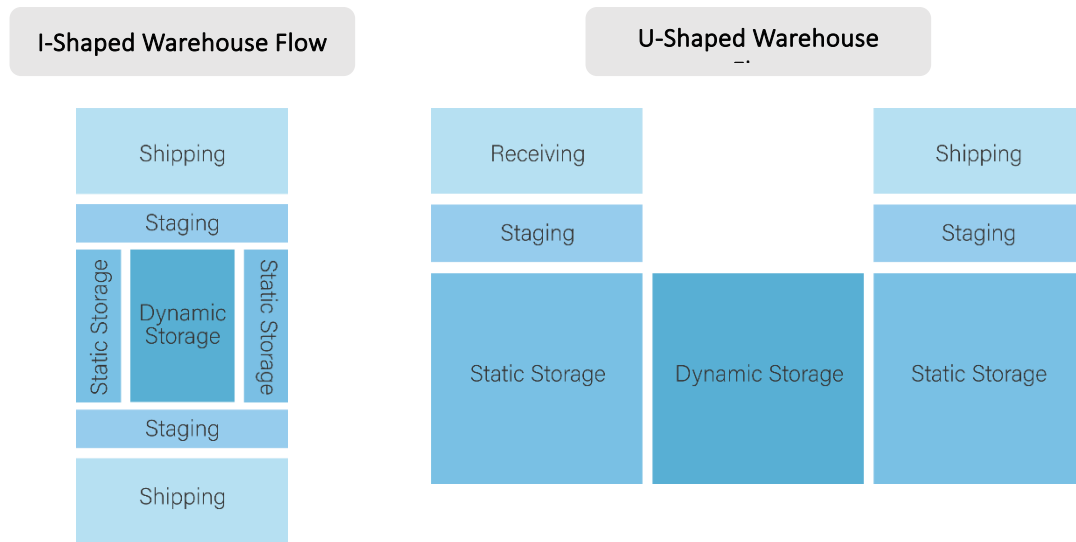 I-Shaped Warehouse Flow
Shipping
Staging
Static Storage
Dynamic
Storage
Static Storage
Staging
Shipping
U-Shaped Warehouse
Receiving
Shipping
Staging
Staging
Static Storage
Dynamic Storage
Static Storage